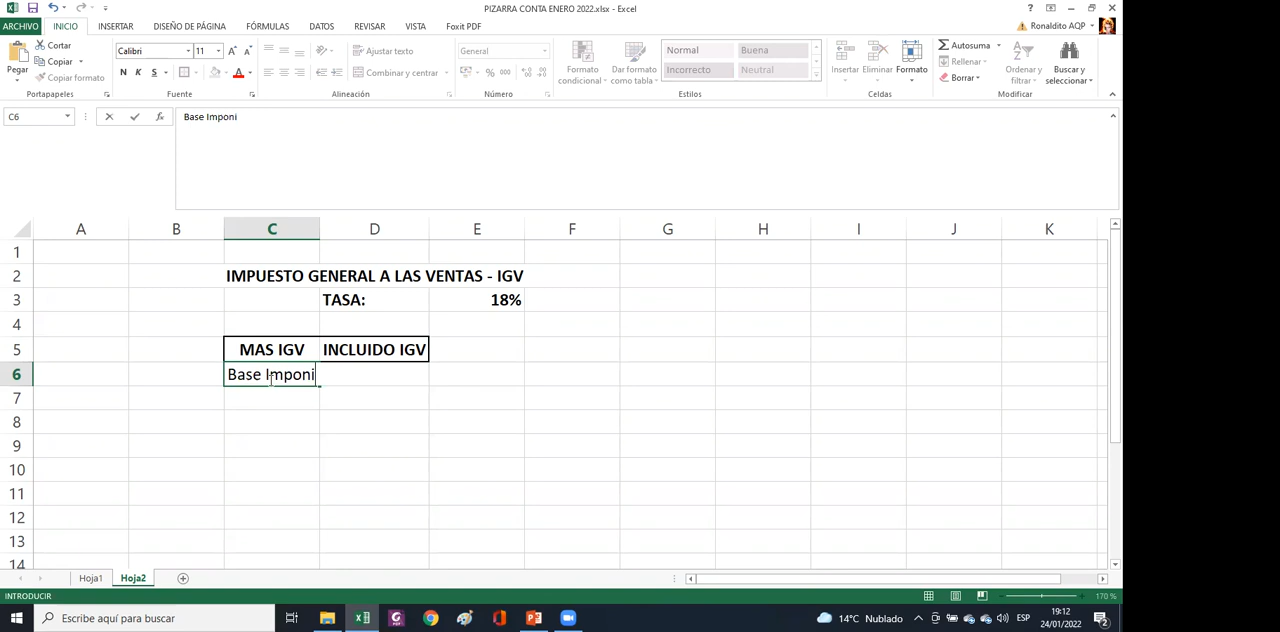 PIZARRA CONTA ENERO 2022.xlsx - Excel
ARCHIVO INICIO INSERTAR DISEÑO DE PÁGINA FÓRMULAS DATOS REVISAR VISTA Foxit PDF Ronaldito AQP
Pegar
Cortar
Copiar
Copiar formato
Portapapeles
Calibri 11
N K S
Fuente
Ajustar texto
Combinar y centrar
Alineación
General
% 000
Número
Formato condicional
Dar formato como tabla
Normal Buena
Incorrecto Neutral
Estilos
Insertar Eliminar Formato
Celdas
Autosuma
Rellenar
Borrar
Ordenar y filtrar
Buscar y seleccionar
Modificar
C6 Base Imponi
A B C D E F G H I J K
1
2 IMPUESTO GENERAL A LAS VENTAS - IGV
3 TASA: 18%
4
5 MAS IGV INCLUIDO IGV
6 Base Imponi
7
8
9
10
11
12
13
14
Hoja1 Hoja2
INTRODUCIR 170 %
Escribe aquí para buscar 14°C Nublado ESP 19:12
24/01/2022
2